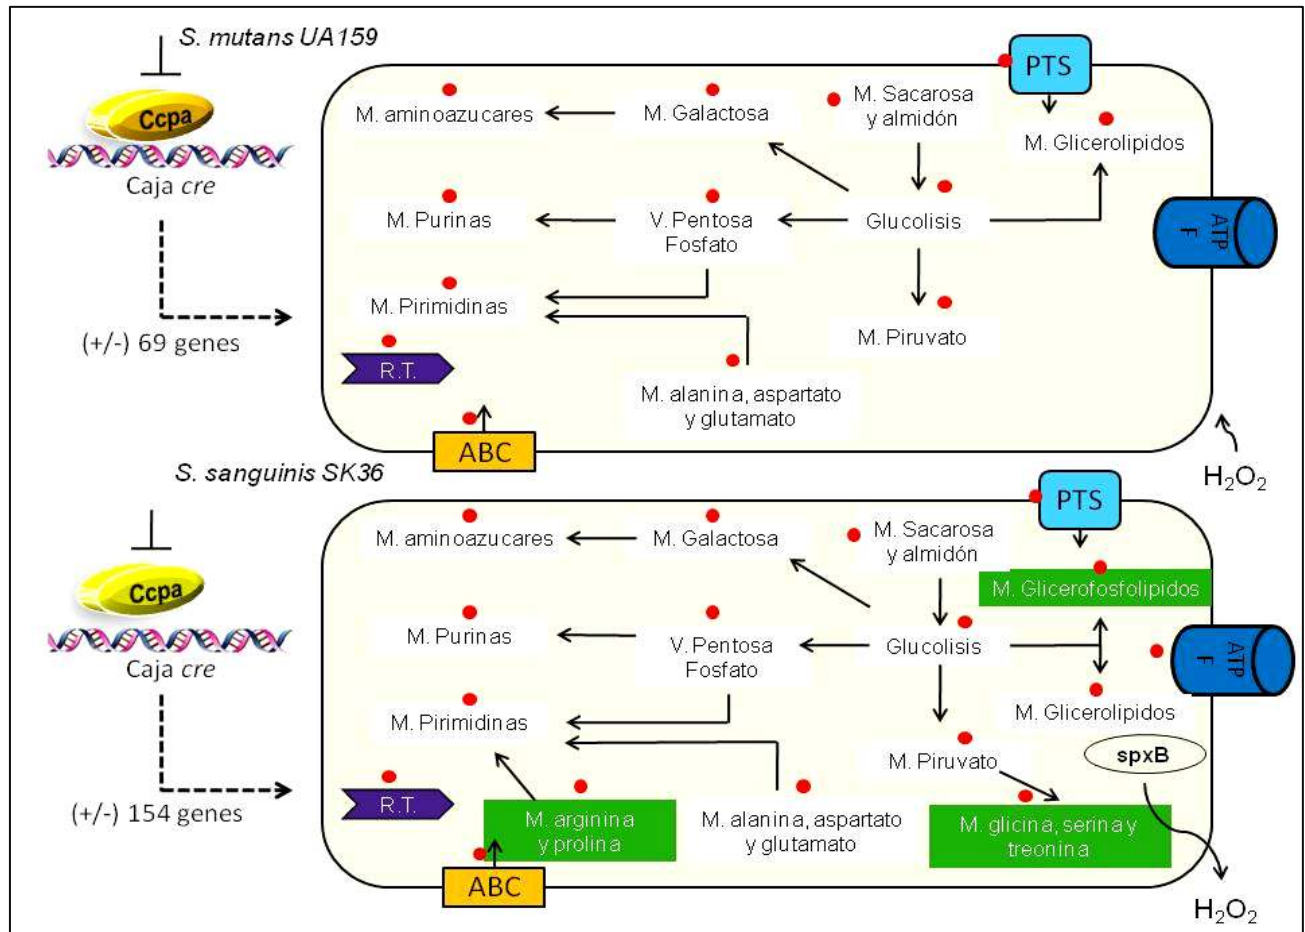 S. mutans UA159
Ccpa
Caja cre
(+/-) 69 genes
PTS
M. aminoazucares
M. Galactosa
M. Sacarosa
y almidón
M. Glicerolipidos
M. Purinas
V. Pentosa
Fosfato
Glucolisis
ATP
F
M. Pirimidinas
M. Piruvato
R.T.
M. alanina, aspartato
y glutamato
ABC
H2O2
S. sanguinis SK36
Ccpa
Caja cre
(+/-) 154 genes
PTS
M. aminoazucares
M. Galactosa
M. Sacarosa
y almidón
M. Glicerofosfolipidos
M. Purinas
V. Pentosa
Fosfato
Glucolisis
ATP
F
M. Glicerolipidos
M. Pirimidinas
M. Piruvato
spxB
R.T.
M. arginina
y prolina
M. alanina, aspartato
y glutamato
M. glicina, serina y
treonina
ABC
H2O2